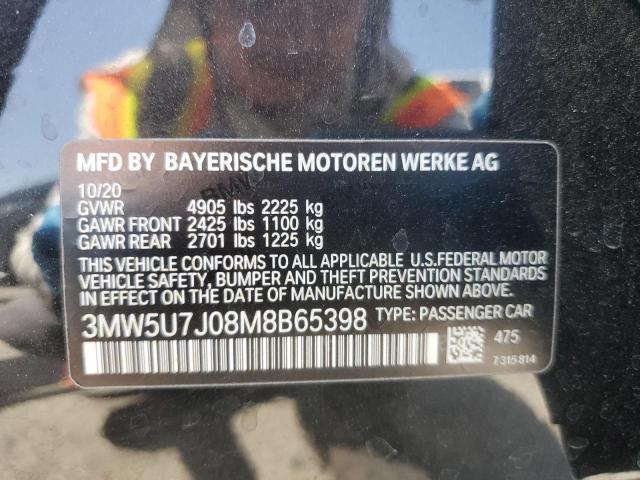 MFD BY BAYERISCHE MOTOREN WERKE AG
10/20
GVWR 4905 lbs 2225 kg
GAWR FRONT 2425 lbs 1100 kg
GAWR REAR 2701 lbs 1225 kg
THIS VEHICLE CONFORMS TO ALL APPLICABLE U.S.FEDERAL MOTOR
VEHICLE SAFETY, BUMPER AND THEFT PREVENTION STANDARDS
IN EFFECT ON THE DATE OF MANUFACTURE SHOWN ABOVE.
3MW5U7J08M8B65398 TYPE: PASSENGER CAR
475
7315814